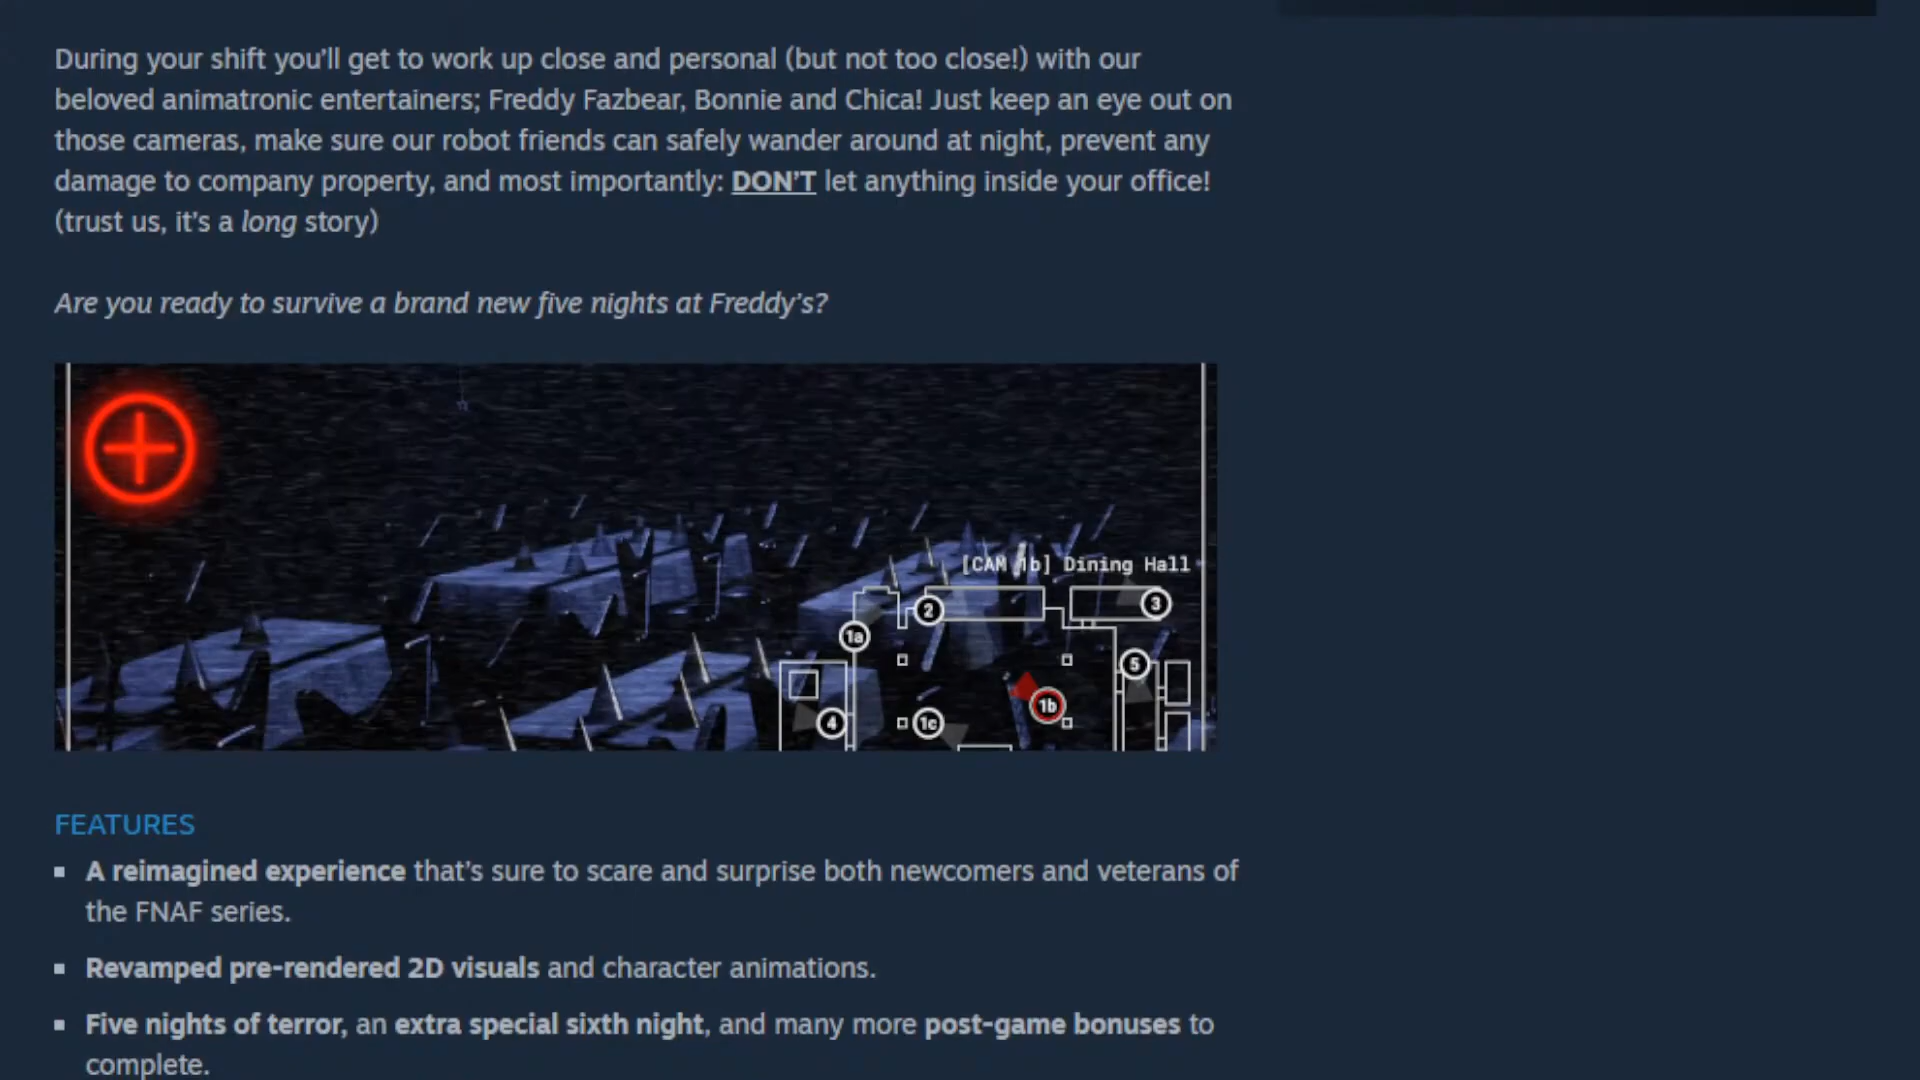 During your shift you'll get to work up close and personal (but not too close!) with our
beloved animatronic entertainers; Freddy Fazbear, Bonnie and Chica! Just keep an eye out on
those cameras, make sure our robot friends can safely wander around at night, prevent any
damage to company property, and most importantly: DON'T let anything inside your office!
(trust us, it's a long story)
Are you ready to survive a brand new five nights at Freddy's?
[CAM 1b] Dining Hall
2
3
1a
5
1b
4
1c
FEATURES
A reimagined experience that's sure to scare and surprise both newcomers and veterans of
the FNAF series.
Revamped pre-rendered 2D visuals and character animations.
Five nights of terror, an extra special sixth night, and many more post-game bonuses to
complete.